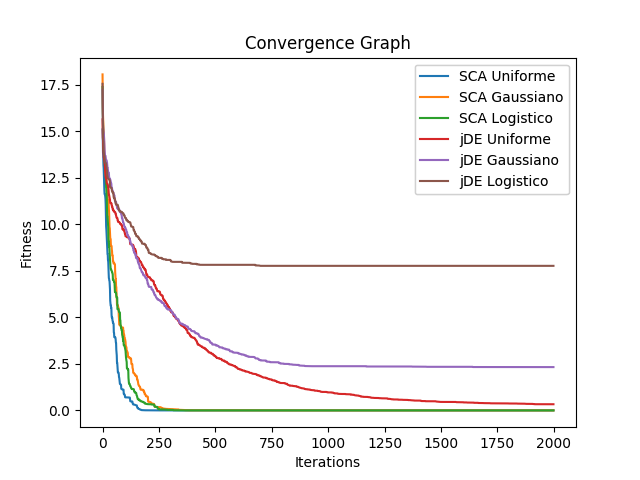 Convergence Graph
SCA Uniforme
SCA Gaussiano
SCA Logistico
jDE Uniforme
jDE Gaussiano
jDE Logistico
Fitness
17.5
15.0
12.5
10.0
7.5
5.0
2.5
0.0
0 250 500 750 1000 1250 1500 1750 2000
Iterations